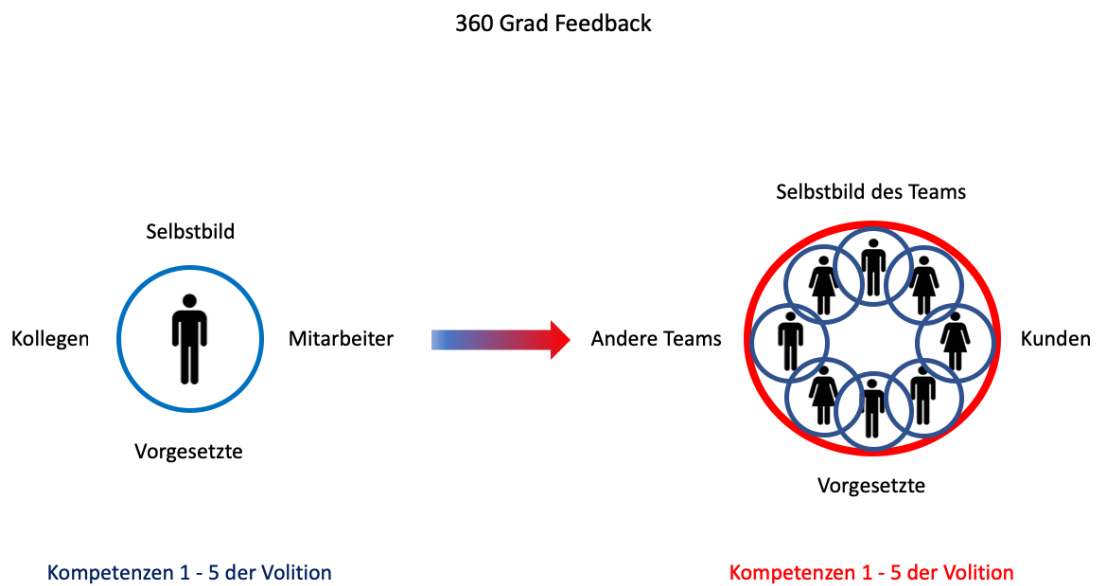 360 Grad Feedback
Selbstbild
Kollegen
Mitarbeiter
Vorgesetzte
Kompetenzen 1 - 5 der Volition
Selbstbild des Teams
Andere Teams
Kunden
Vorgesetzte
Kompetenzen 1 - 5 der Volition